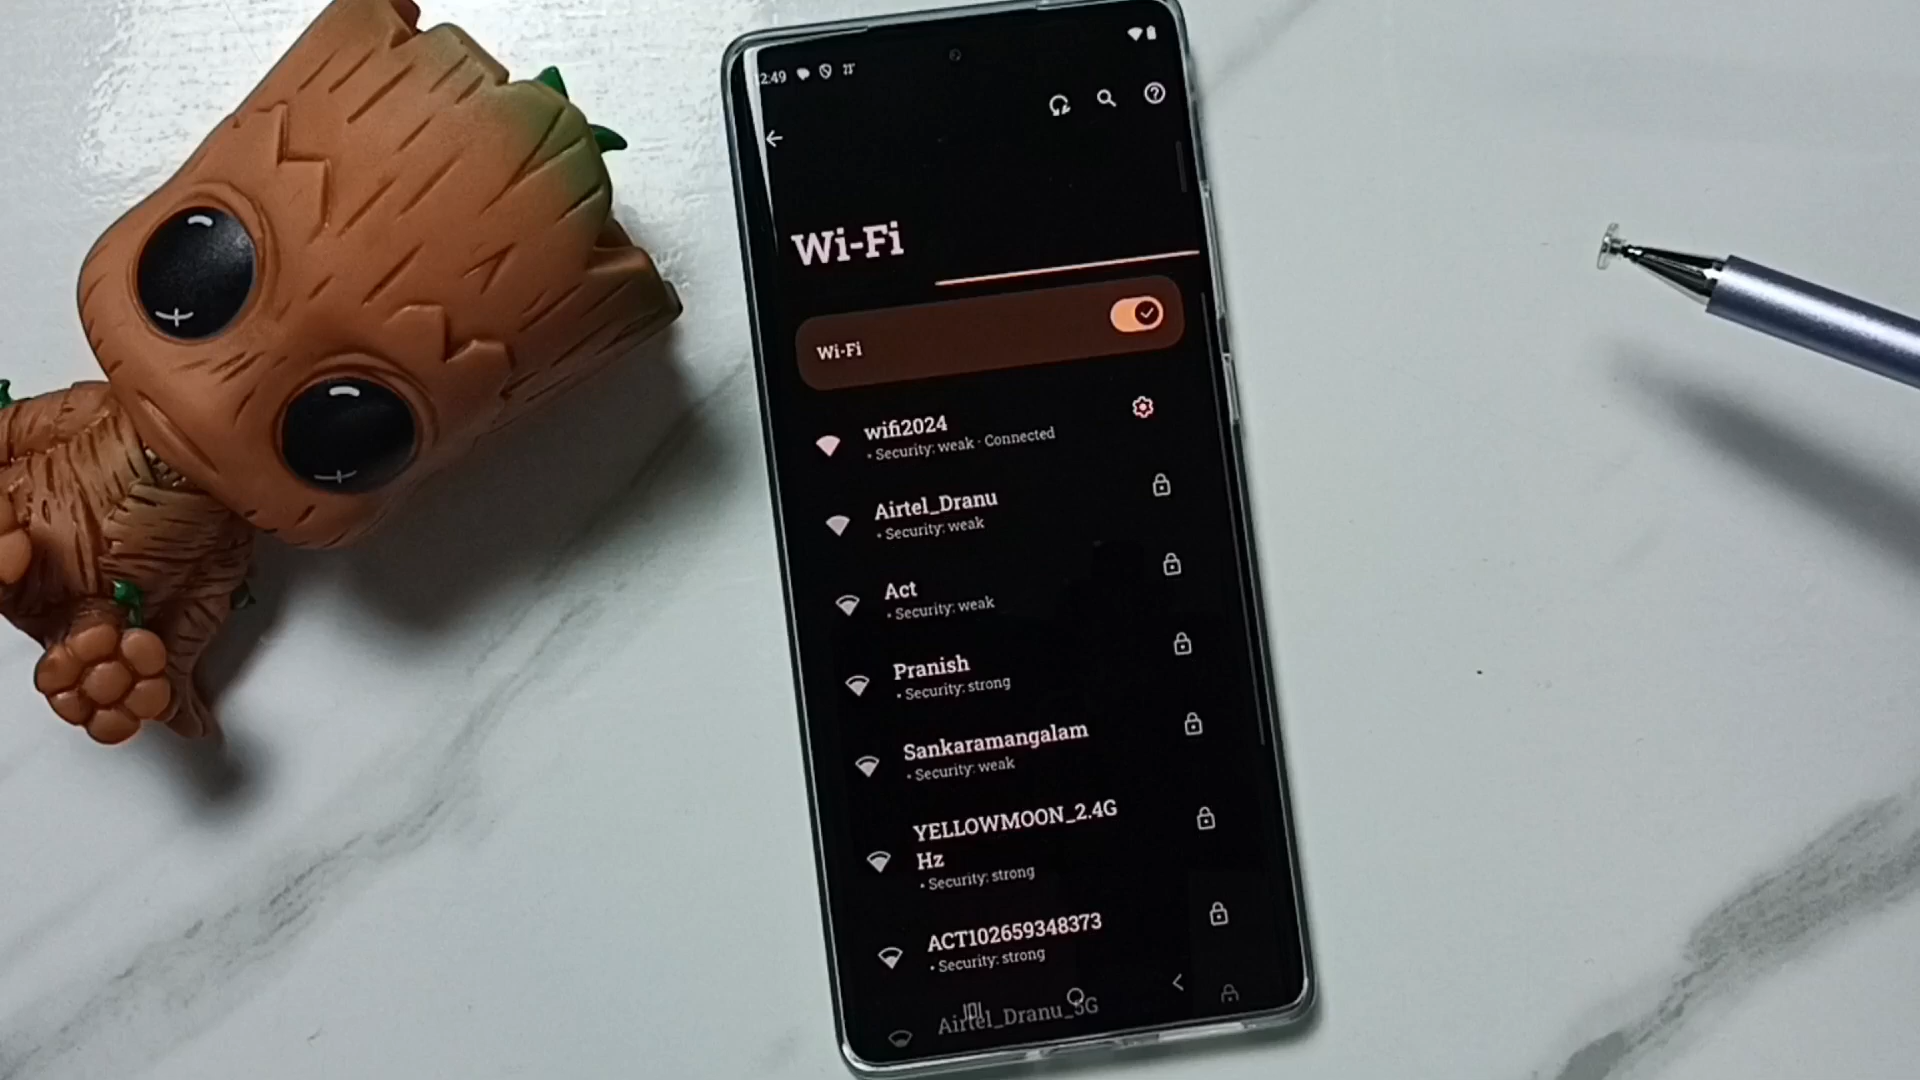 2:49
Wi-Fi
Wi-Fi
wifi2024
• Security: weak · Connected
Airtel_Dranu
• Security: weak
Act
• Security: weak
Pranish
• Security: strong
Sankaramangalam
• Security: weak
YELLOWMOON_2.4G
Hz
• Security: strong
ACT102659348373
• Security: strong
Airtel_Dranu_5G